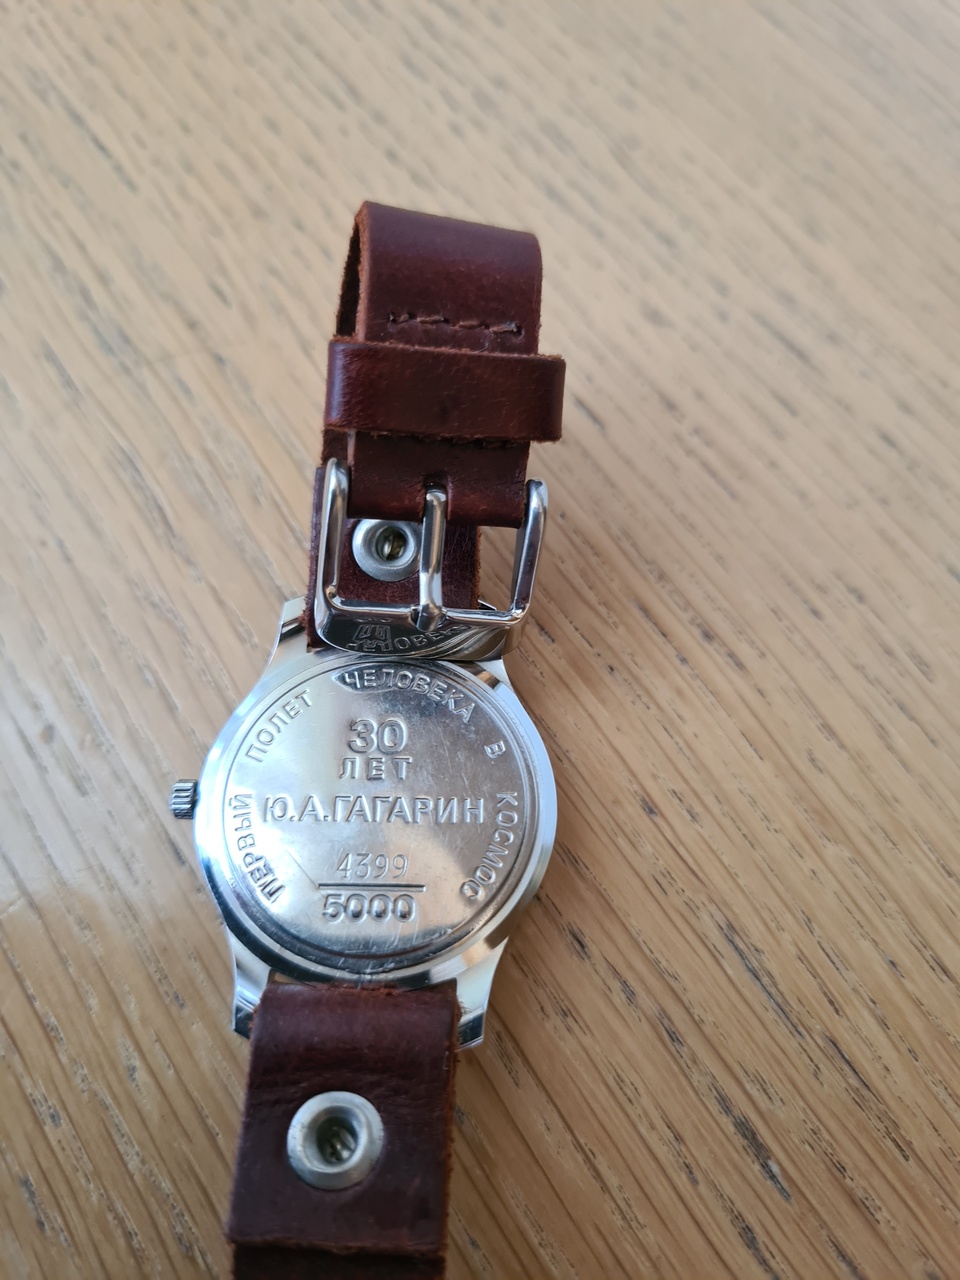 ПЕРВЫЙ ПОЛЕТ ЧЕЛОВЕКА В КОСМОС
30
ЛЕТ
Ю.А.ГАГАРИН
4399
5000